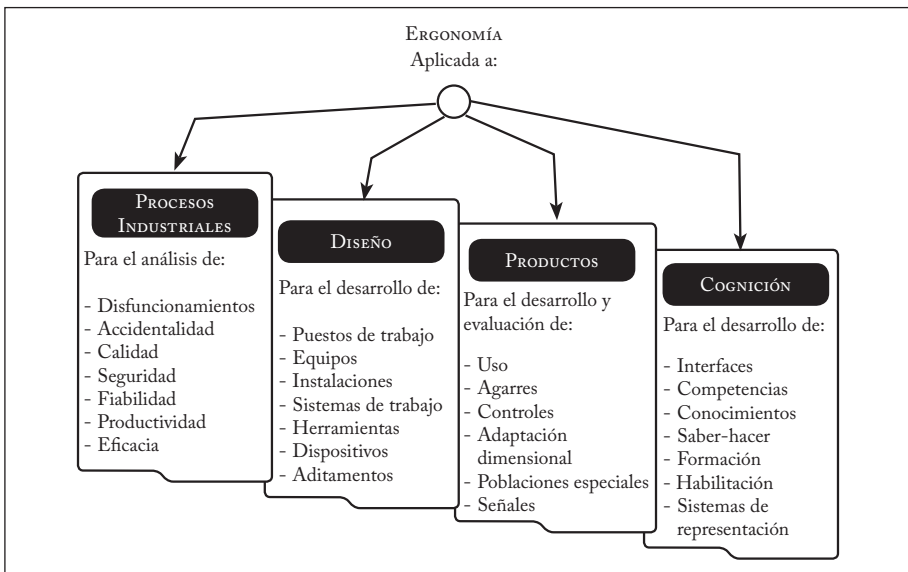 Ergonomía
Aplicada a:
Procesos
Industriales
Para el análisis de:
- Disfuncionamientos
- Accidentalidad
- Calidad
- Seguridad
- Fiabilidad
- Productividad
- Eficacia
Diseño
Para el desarrollo de:
- Puestos de trabajo
- Equipos
- Instalaciones
- Sistemas de trabajo
- Herramientas
- Dispositivos
- Aditamentos
Productos
Para el desarrollo y
evaluación de:
- Uso
- Agarres
- Controles
- Adaptación
dimensional
- Poblaciones especiales
- Señales
Cognición
Para el desarrollo de:
- Interfaces
- Competencias
- Conocimientos
- Saber-hacer
- Formación
- Habilitación
- Sistemas de
representación